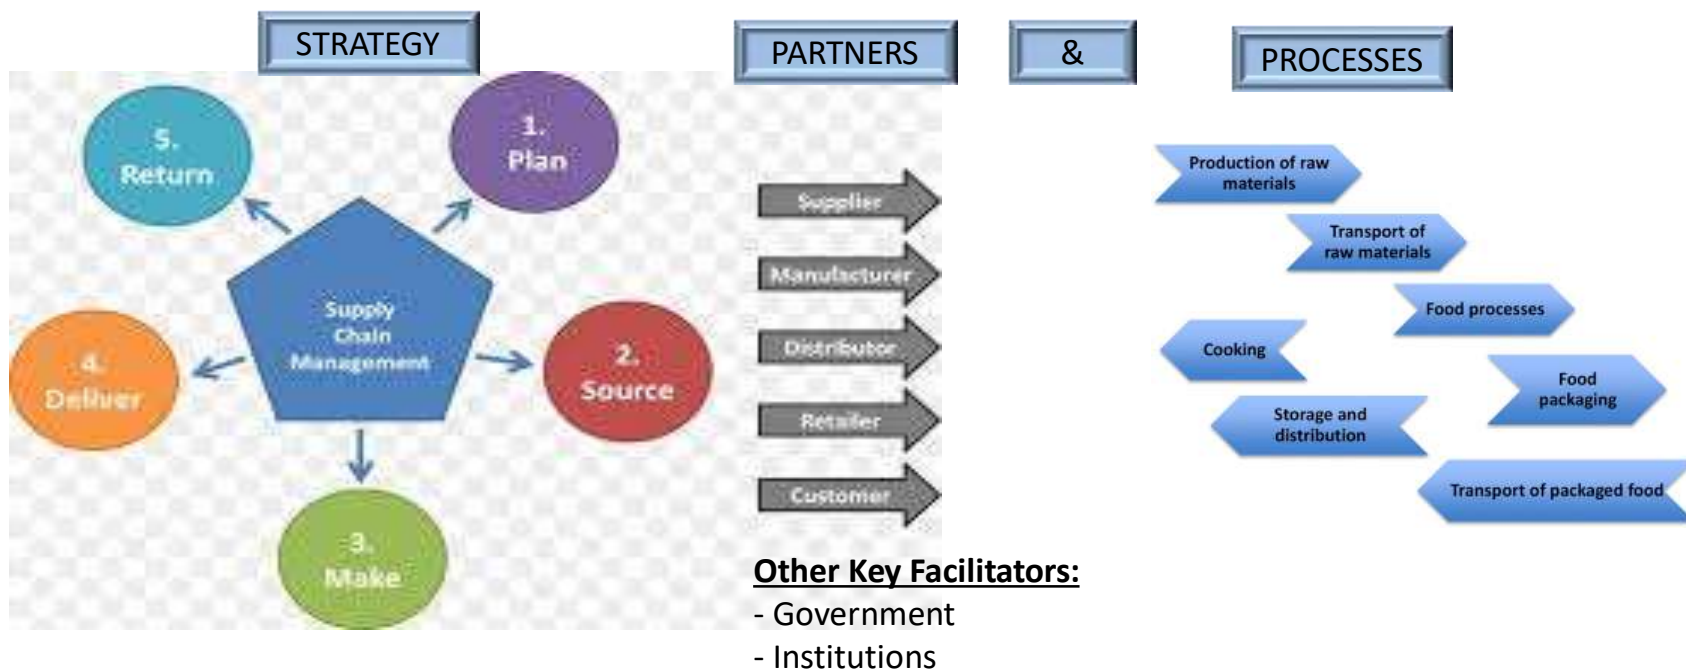 STRATEGY
PARTNERS
&
PROCESSES
5.
Return
1.
Plan
Supply
Chain
Management
4.
Deliver
2.
Source
3.
Make
Supplier
Manufacturer
Distributor
Retailer
Customer
Other Key Facilitators:
- Government
- Institutions
Production of raw
materials
Transport of
raw materials
Food processes
Food
packaging
Transport of packaged food
Storage and
distribution
Cooking